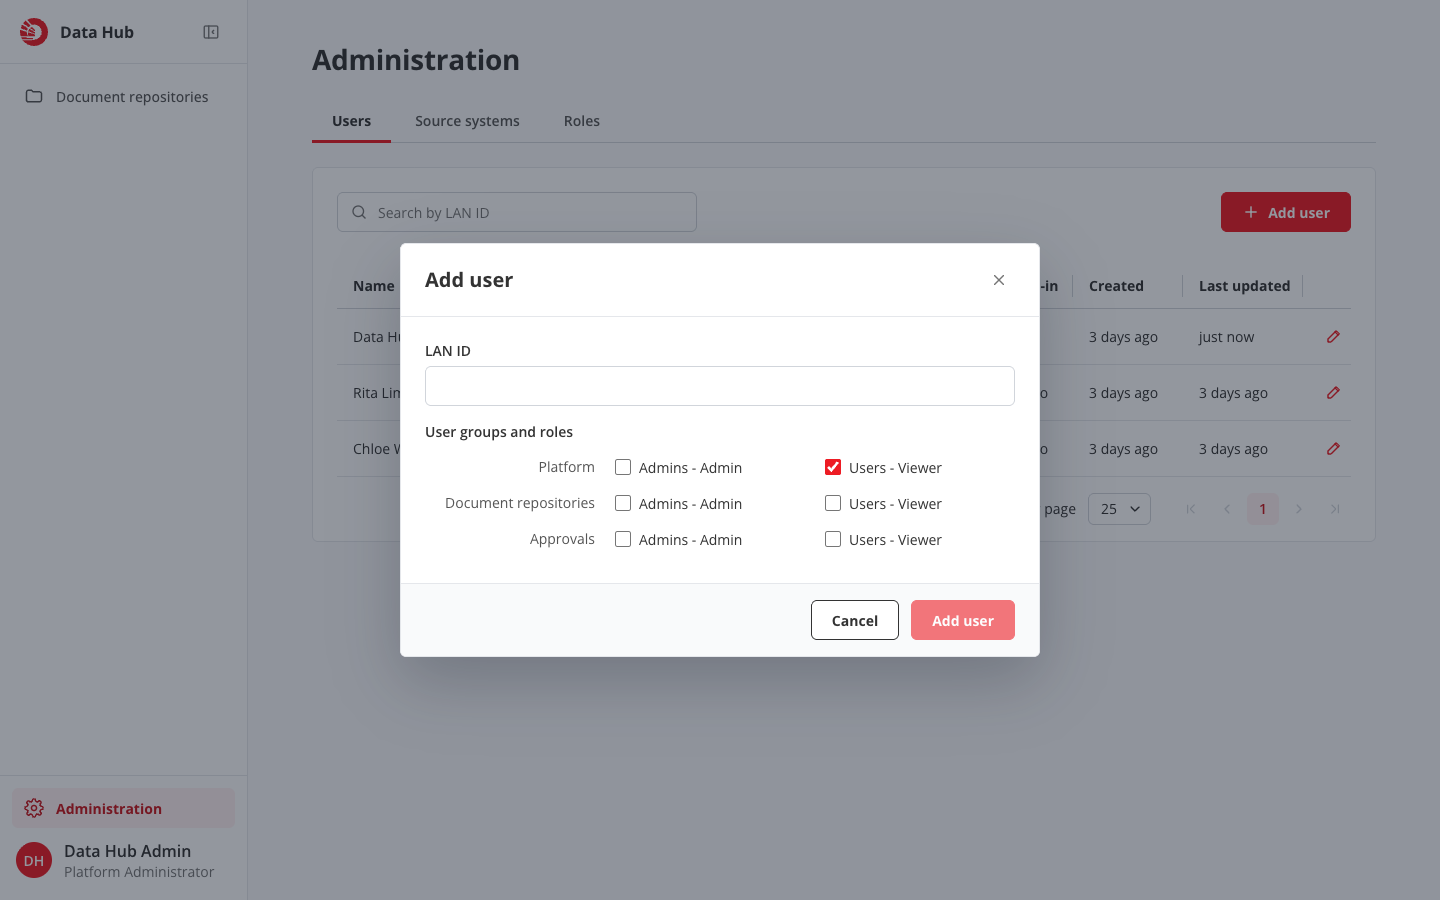 Data Hub
Document repositories
Administration
Users
Source systems
Roles
Search by LAN ID
Add user
Name
-in
Created
Last updated
3 days ago
just now
Rita
3 days ago
3 days ago
Chloe
3 days ago
3 days ago
page
25
1
Add user
LAN ID
User groups and roles
Platform
Admins - Admin
Users - Viewer
Document repositories
Admins - Admin
Users - Viewer
Approvals
Admins - Admin
Users - Viewer
Cancel
Add user
Administration
DH
Data Hub Admin
Platform Administrator